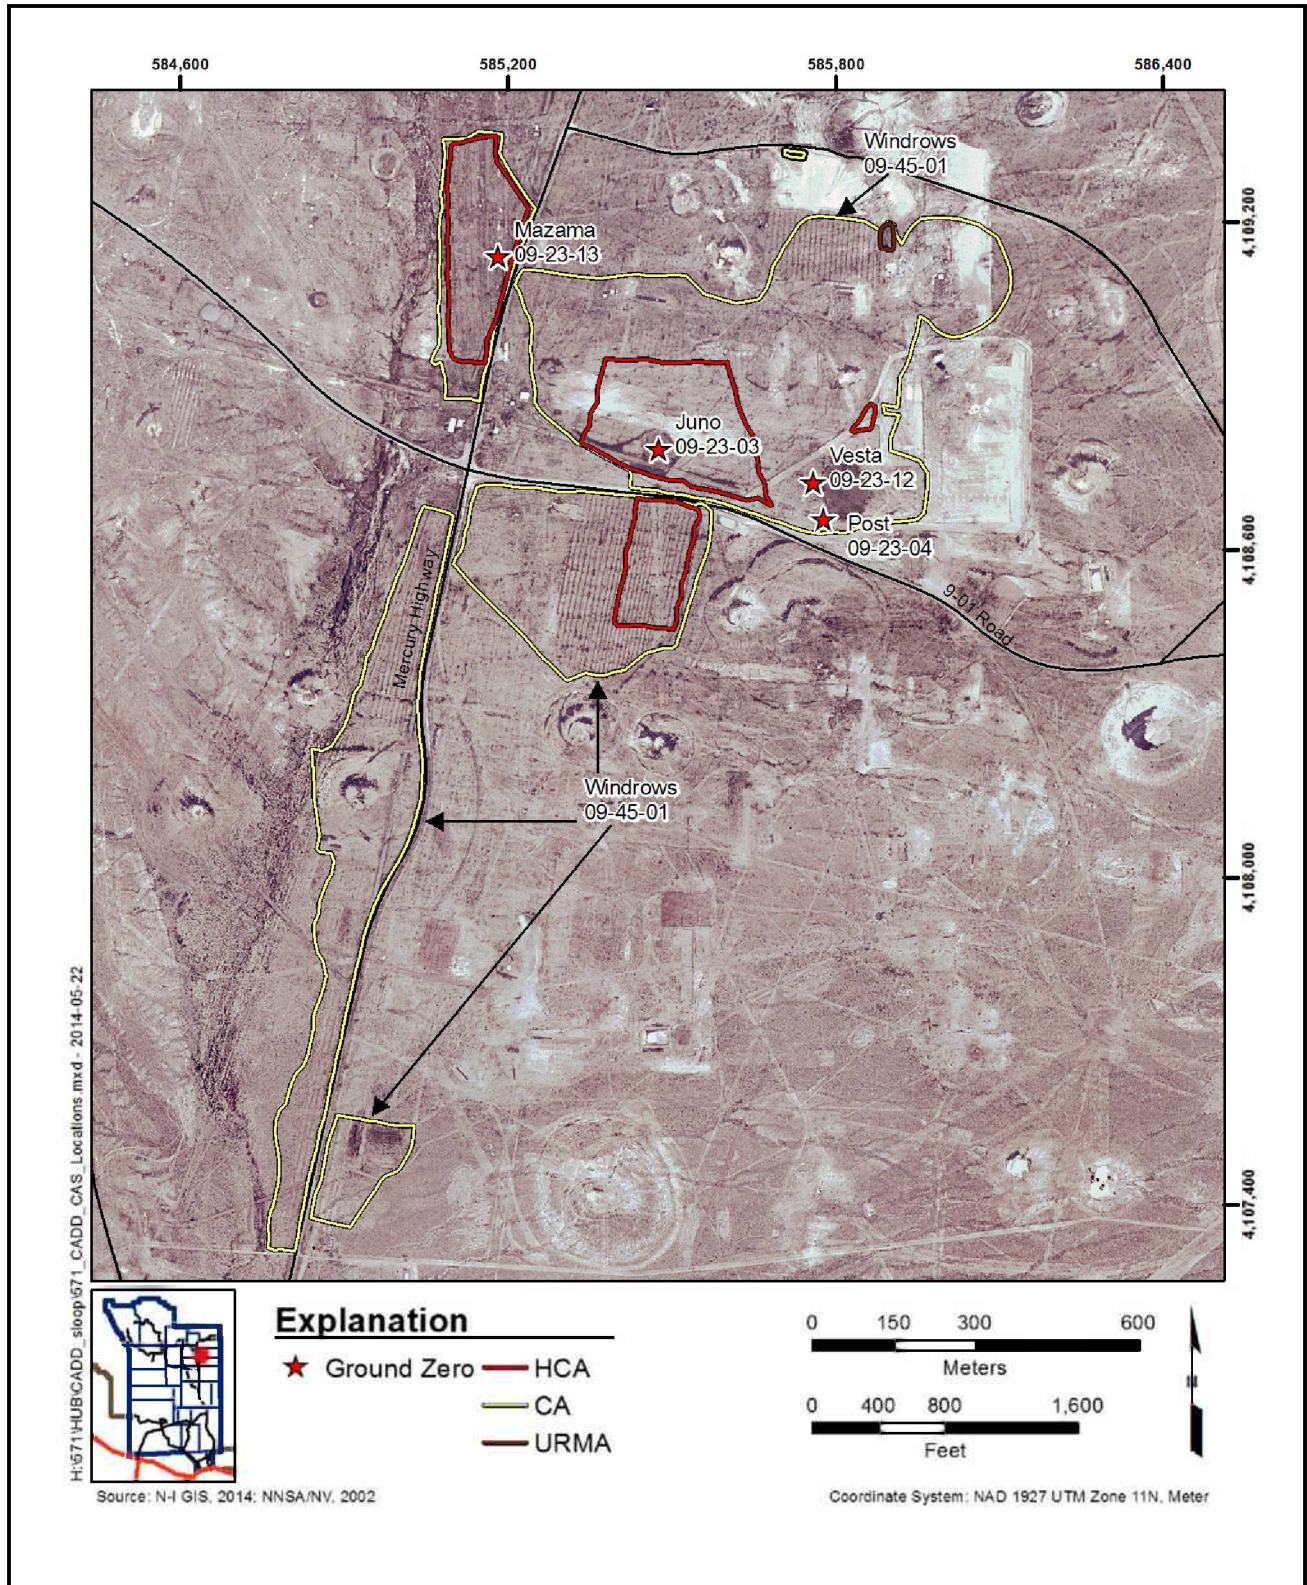 584,600
585,200
585,800
586,400
Windrows
09-45-01
4,109,200
Mazama
09-23-13
Juno
09-23-03
Vesta
09-23-12
Post
09-23-04
4,108,600
9-01 Road
Mercury Highway
Windrows
09-45-01
4,108,000
4,107,400
H:\571\HUB\CADD_sloop\571_CADD_CAS_Locations.mxd - 2014-05-22
Explanation
Ground Zero
HCA
CA
URMA
0 150 300 600
Meters
0 400 800 1,600
Feet
N
Source: N-I GIS, 2014; NNSA/NV, 2002
Coordinate System: NAD 1927 UTM Zone 11N, Meter